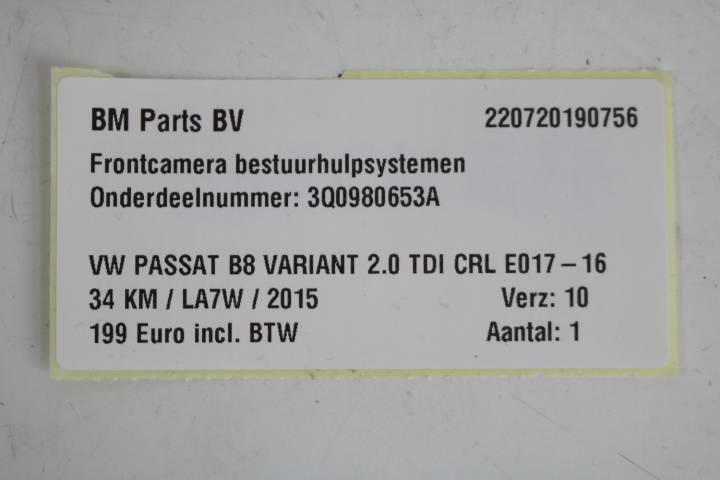 BM Parts BV 220720190756
Frontcamera bestuurhulpsystemen
Onderdeelnummer: 3Q0980653A
VW PASSAT B8 VARIANT 2.0 TDI CRL E017-16
34 KM / LA7W / 2015 Verz: 10
199 Euro incl. BTW Aantal: 1